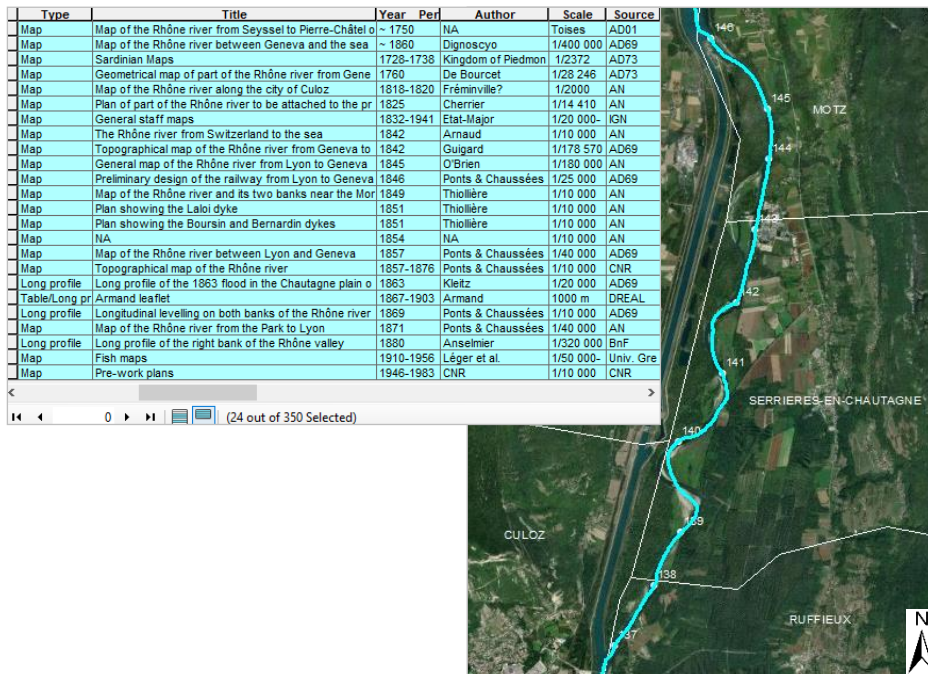 Type Title Year Per Author Scale Source
Map Map of the Rhône river from Seyssel to Pierre-Châtel o ~ 1750 NA Toises AD01
Map Map of the Rhône river between Geneva and the sea ~ 1860 Dignoscyo 1/400 000 AD69
Map Sardinian Maps 1728-1738 Kingdom of Piedmon 1/2372 AD73
Map Geometrical map of part of the Rhône river from Gene 1760 De Bourcet 1/28 246 AD73
Map Map of the Rhône river along the city of Culoz 1818-1820 Fréminville? 1/2000 AN
Map Plan of part of the Rhône river to be attached to the pr 1825 Cherrier 1/14 410 AN
Map General staff maps 1832-1941 Etat-Major 1/20 000- IGN
Map The Rhône river from Switzerland to the sea 1842 Arnaud 1/10 000 AN
Map Topographical map of the Rhône river from Geneva to 1842 Guigard 1/178 570 AD69
Map General map of the Rhône river from Lyon to Geneva 1845 O'Brien 1/180 000 AN
Map Preliminary design of the railway from Lyon to Geneva 1846 Ponts & Chaussées 1/25 000 AD69
Map Map of the Rhône river and its two banks near the Mor 1849 Thiollière 1/10 000 AN
Map Plan showing the Laloi dyke 1851 Thiollière 1/10 000 AN
Map Plan showing the Boursin and Bernardin dykes 1851 Thiollière 1/10 000 AN
Map NA 1854 NA 1/10 000 AN
Map Map of the Rhône river between Lyon and Geneva 1857 Ponts & Chaussées 1/40 000 AD69
Map Topographical map of the Rhône river 1857-1876 Ponts & Chaussées 1/10 000 CNR
Long profile Long profile of the 1863 flood in the Chautagne plain o 1863 Kleitz 1/20 000 AD69
Table/Long pr Armand leaflet 1867-1903 Armand 1000 m DREAL
Long profile Longitudinal levelling on both banks of the Rhône river 1869 Ponts & Chaussées 1/10 000 AD69
Map Map of the Rhône river from the Park to Lyon 1871 Ponts & Chaussées 1/40 000 AN
Long profile Long profile of the right bank of the Rhône valley 1880 Anselmier 1/320 000 BnF
Map Fish maps 1910-1956 Léger et al. 1/50 000- Univ. Gre
Map Pre-work plans 1946-1983 CNR 1/10 000 CNR
0 (24 out of 350 Selected)
146
145
MOTZ
144
143
142
141
SERRIERES-EN-CHAUTAGNE
140
139
CULOZ
138
RUFFIEUX
N
137